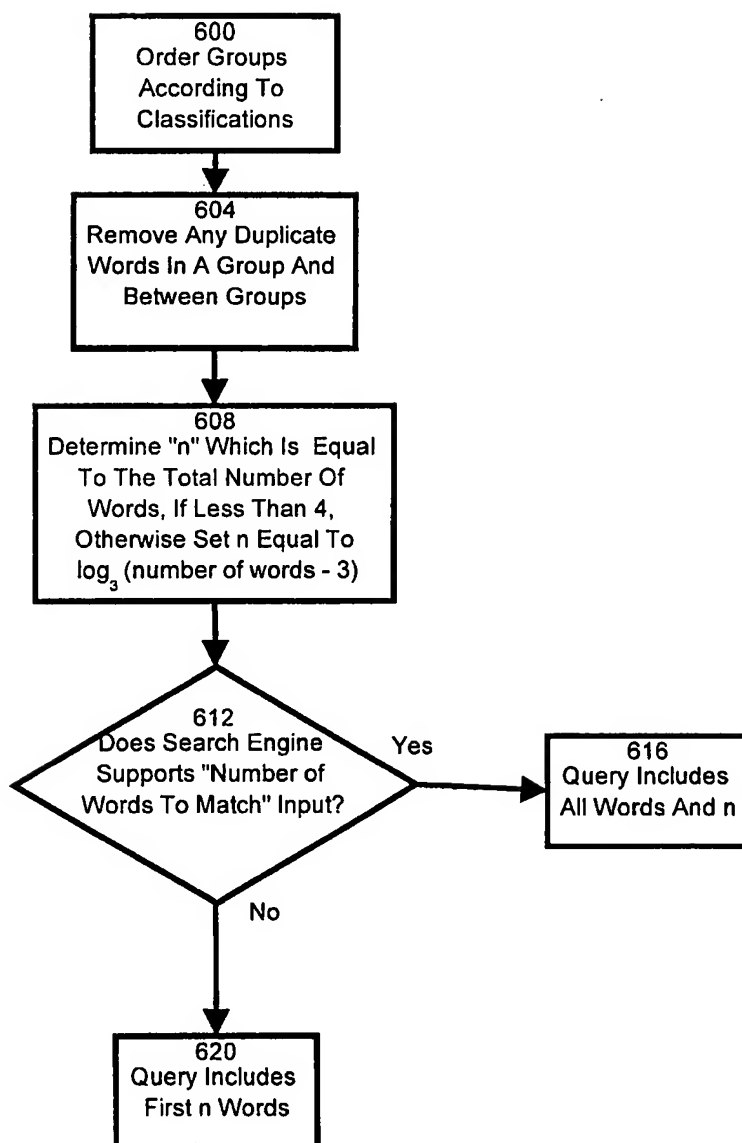 600
Order Groups
According To
Classifications
604
Remove Any Duplicate
Words In A Group And
Between Groups
608
Determine "n" Which Is Equal
To The Total Number Of
Words, If Less Than 4,
Otherwise Set n Equal To
log₃ (number of words - 3)
612
Does Search Engine
Supports "Number of
Words To Match" Input?
Yes
616
Query Includes
All Words And n
No
620
Query Includes
First n Words